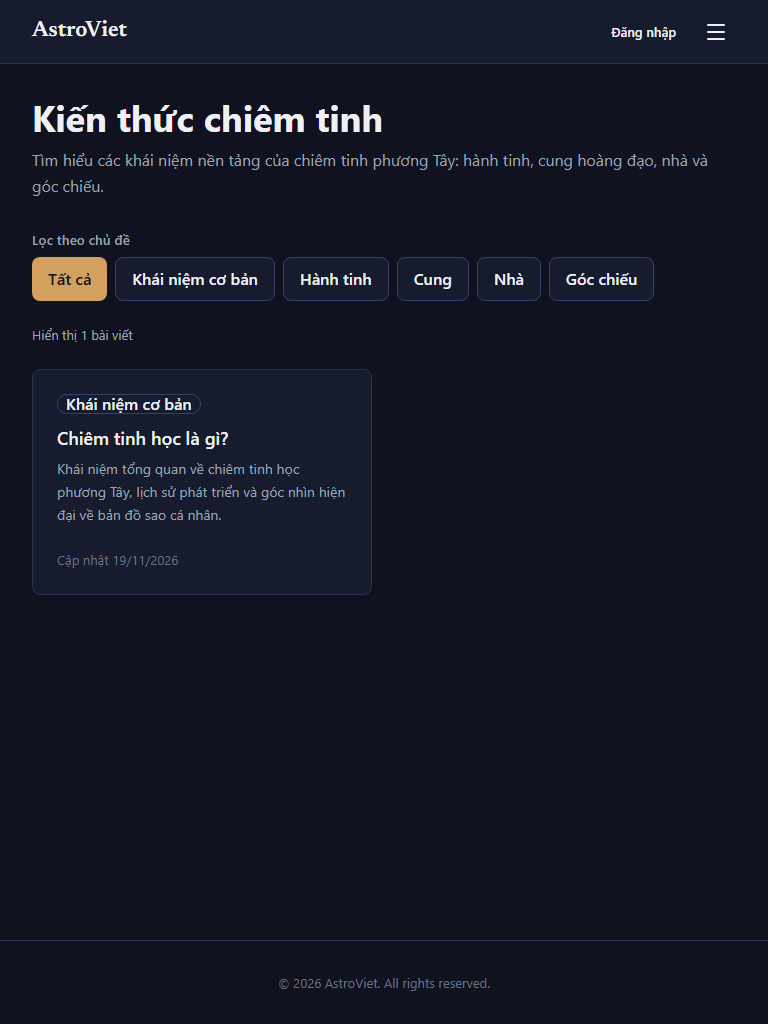 AstroViet
Đăng nhập
Kiến thức chiêm tinh
Tìm hiểu các khái niệm nền tảng của chiêm tinh phương Tây: hành tinh, cung hoàng đạo, nhà và
góc chiếu.
Lọc theo chủ đề
Tất cả
Khái niệm cơ bản
Hành tinh
Cung
Nhà
Góc chiếu
Hiển thị 1 bài viết
Khái niệm cơ bản
Chiêm tinh học là gì?
Khái niệm tổng quan về chiêm tinh học
phương Tây, lịch sử phát triển và góc nhìn hiện
đại về bản đồ sao cá nhân.
Cập nhật 19/11/2026
© 2026 AstroViet. All rights reserved.